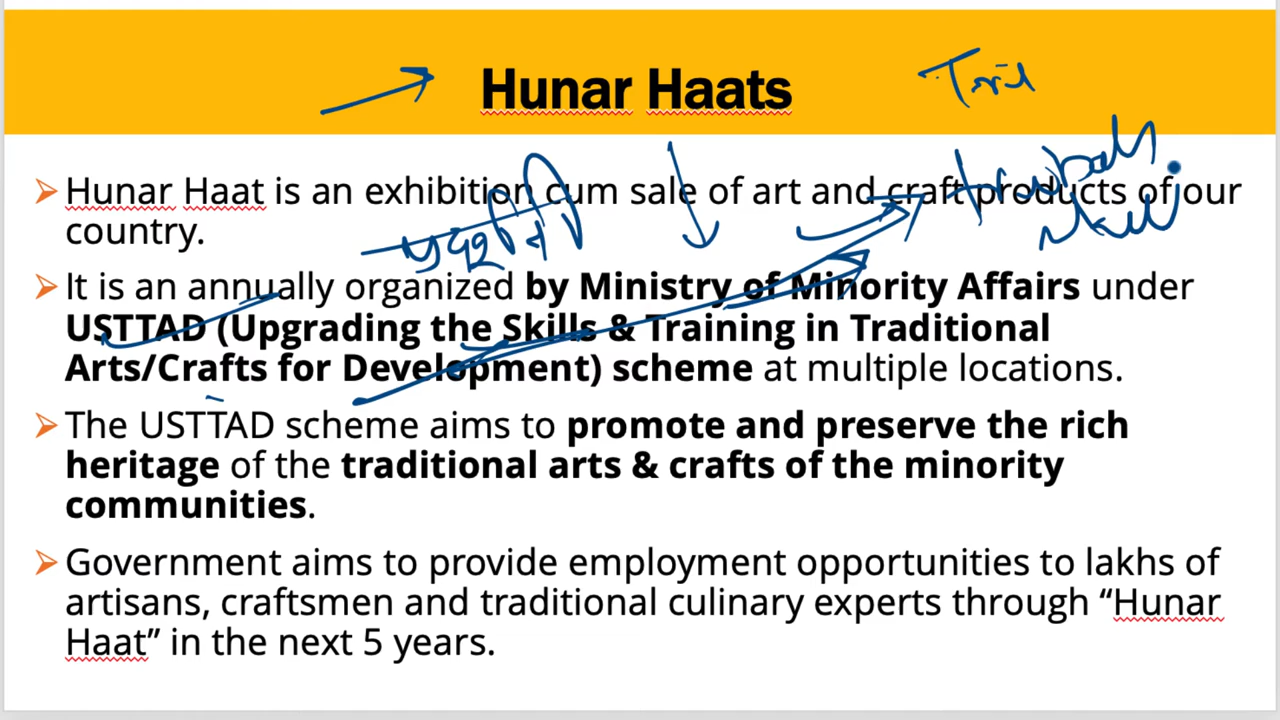 Hunar Haats
Hunar Haat is an exhibition cum sale of art and craft products of our
country.
It is an annually organized by Ministry of Minority Affairs under
USTTAD (Upgrading the Skills & Training in Traditional
Arts/Crafts for Development) scheme at multiple locations.
The USTTAD scheme aims to promote and preserve the rich
heritage of the traditional arts & crafts of the minority
communities.
Government aims to provide employment opportunities to lakhs of
artisans, craftsmen and traditional culinary experts through “Hunar
Haat” in the next 5 years.